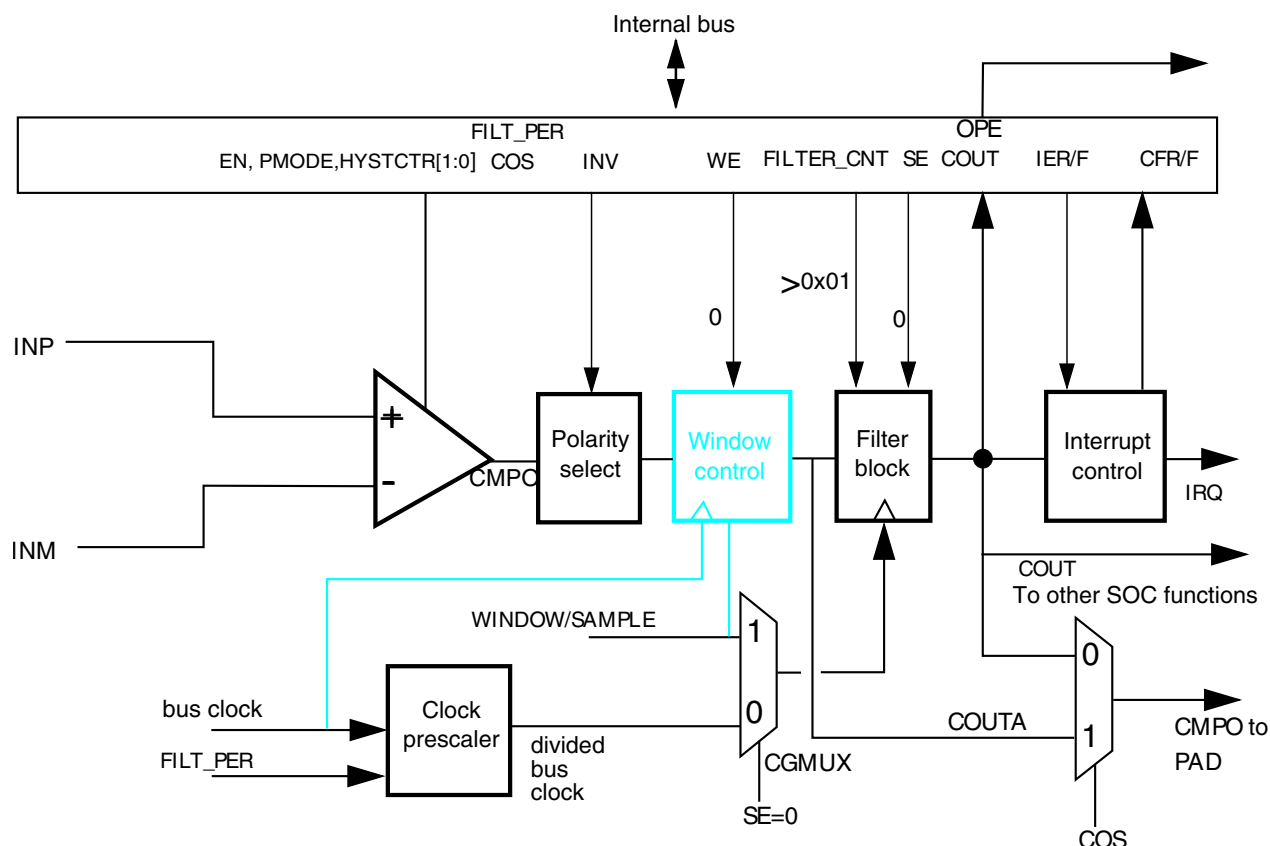 Internal bus
FILT_PER
OPE
EN, PMODE,HYSTCTR[1:0] COS INV WE FILTER_CNT SE COUT IER/F CFR/F
>0x01
0
0
INP
+
-
CMPO
Polarity
select
Window
control
Filter
block
Interrupt
control
IRQ
INM
COUT
To other SOC functions
WINDOW/SAMPLE
1
0
0
1
bus clock
FILT_PER
Clock
prescaler
divided
bus
clock
CGMUX
SE=0
COUTA
CMPO to
PAD
COS